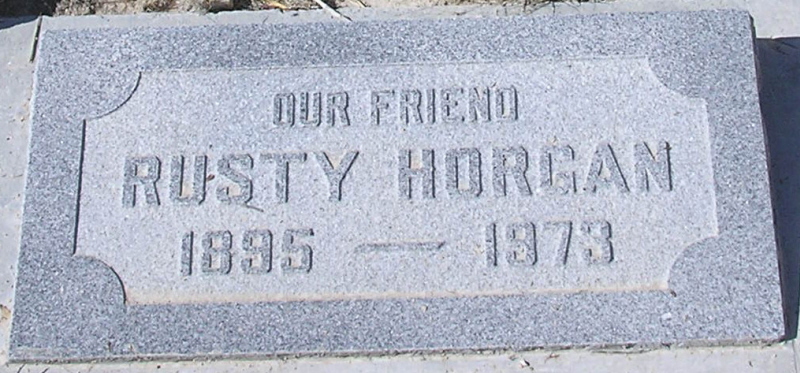 OUR FRIEND
RUSTY HORGAN
1895 — 1973